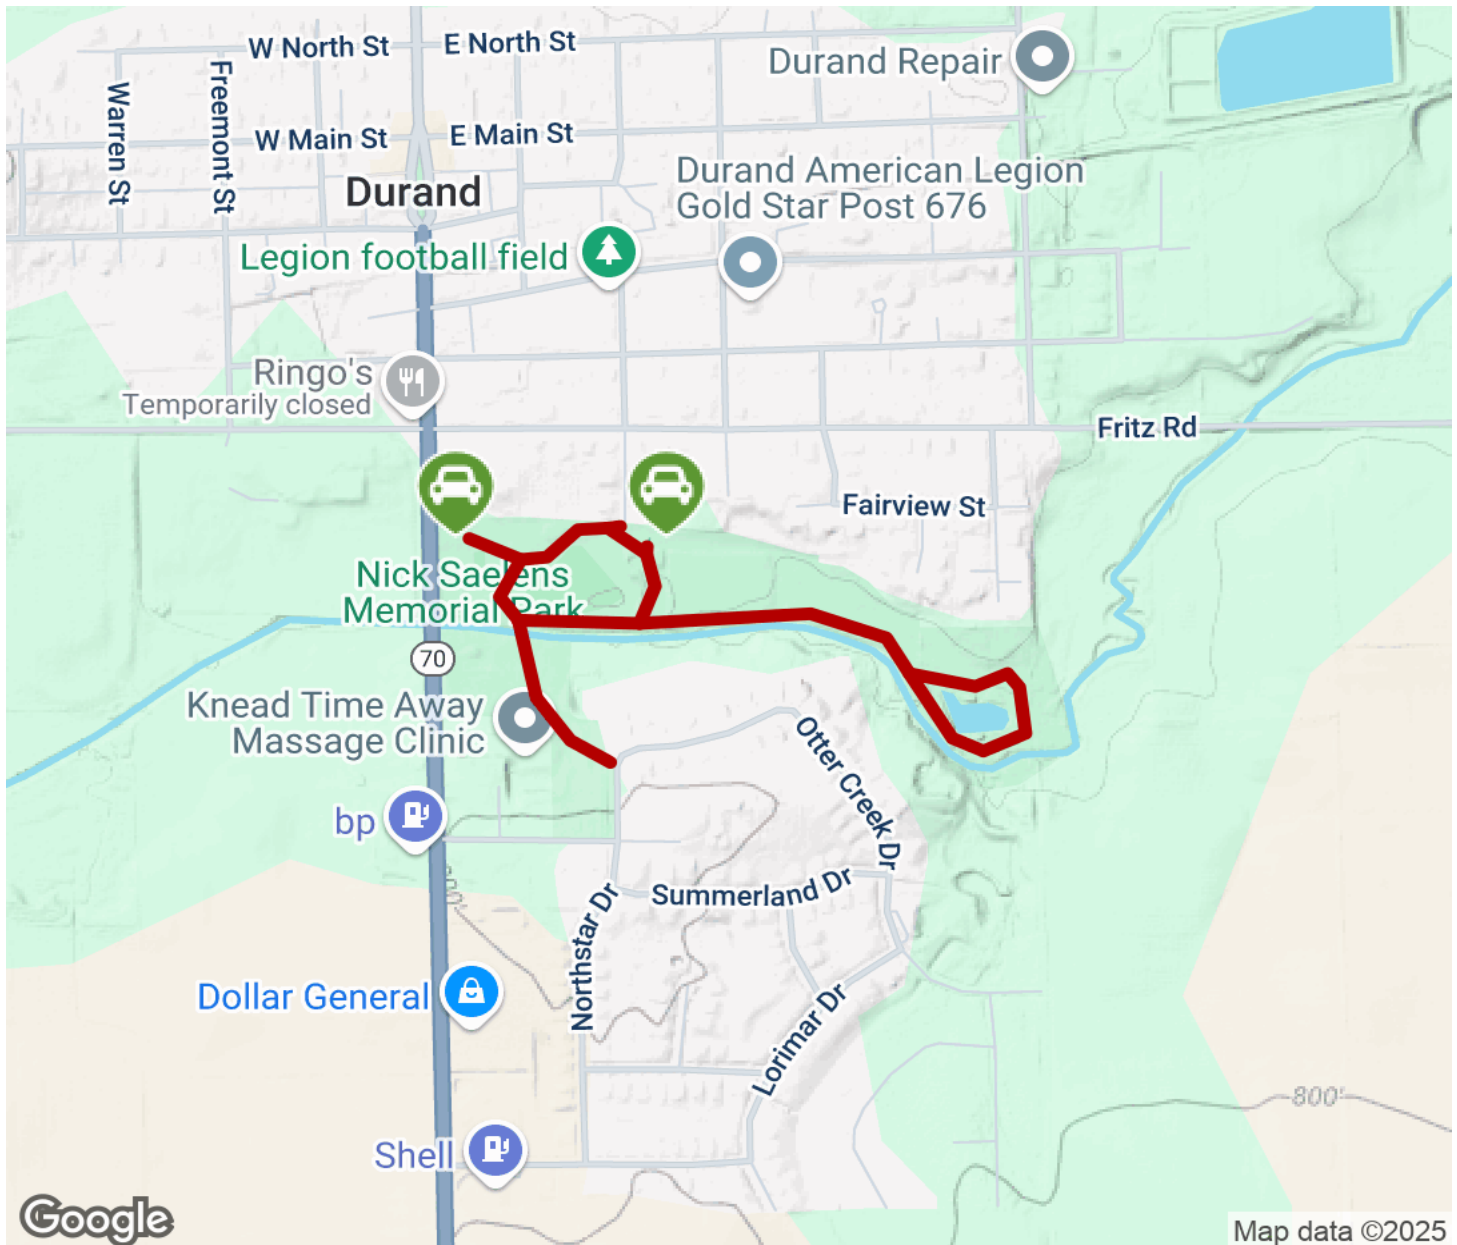 W North St
E North St
Durand Repair
Warren St
Freemont St
W Main St
E Main St
Durand
Durand American Legion
Gold Star Post 676
Legion football field
Ringo's
Temporarily closed
Fritz Rd
Fairview St
Nick Saelens
Memorial Park
70
Knead Time Away
Massage Clinic
Otter Creek Dr
bp
Summerland Dr
Northstar Dr
Dollar General
Lorimar Dr
800'
Shell
Google
Map data ©2025